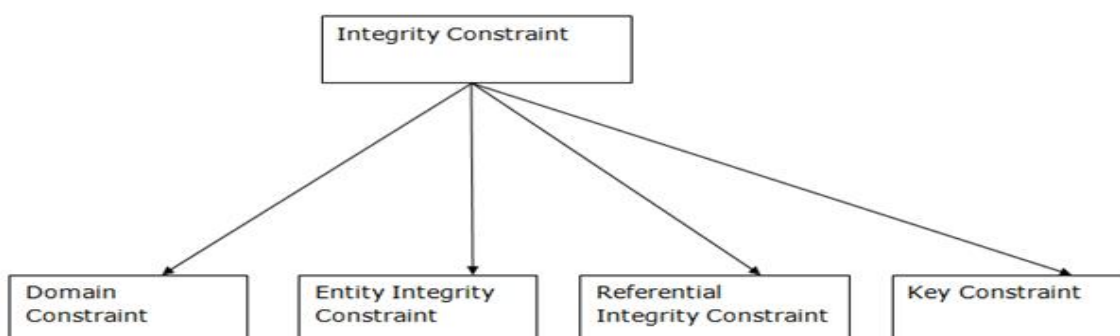 Integrity Constraint
Domain
Constraint
Entity Integrity
Constraint
Referential
Integrity Constraint
Key Constraint